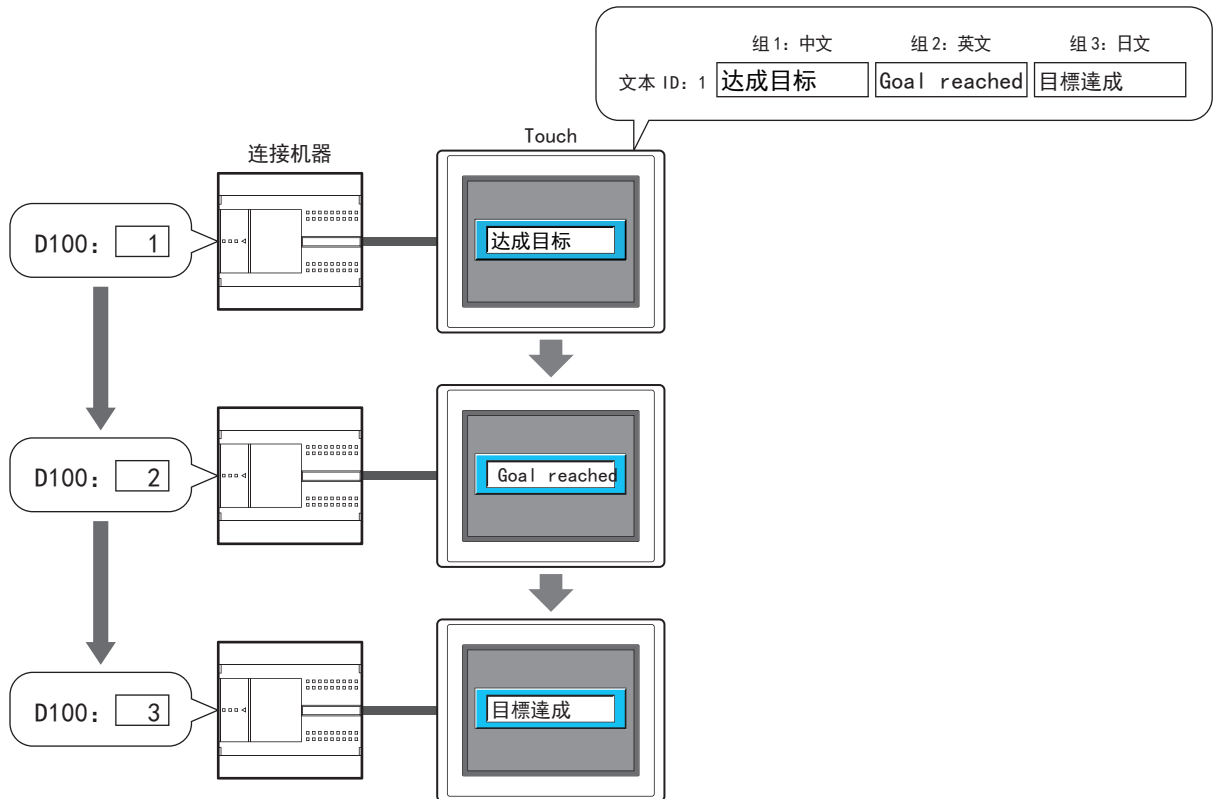 组1：中文 组2：英文 组3：日文
文本 ID：1 达成目标 Goal reached 目標達成
Touch
连接机器
D100： 1
达成目标
D100： 2
Goal reached
D100： 3
目標達成